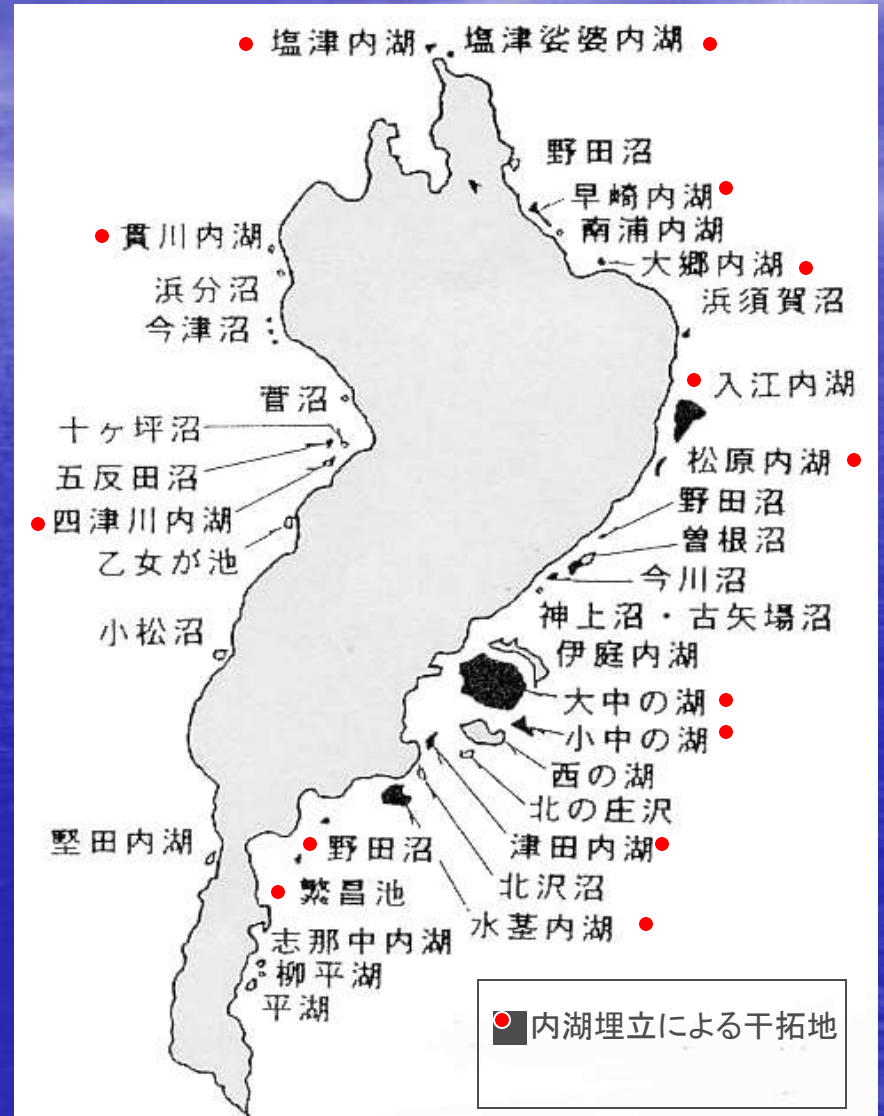 塩津内湖
塩津娑婆内湖
野田沼
早崎内湖
貫川内湖
南浦内湖
大郷内湖
浜分沼
浜須賀沼
今津沼
入江内湖
菅沼
十ヶ坪沼
松原内湖
五反田沼
野田沼
四津川内湖
曽根沼
乙女が池
今川沼
神上沼・古矢場沼
小松沼
伊庭内湖
大中の湖
小中の湖
西の湖
北の庄沢
堅田内湖
野田沼
津田内湖
繁昌池
北沢沼
水茎内湖
志那中内湖
柳平湖
平湖
内湖埋立による干拓地